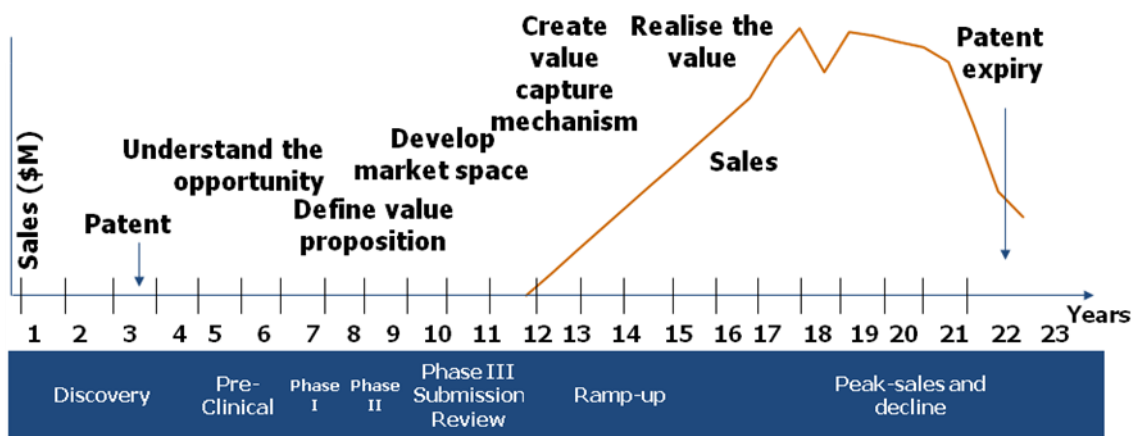 Create
value
capture
mechanism
Realise the
value
Patent
expiry
Sales ($M)
Understand the
opportunity
Develop
market space
Sales
Patent
Define value
proposition
Years
1 2 3 4 5 6 7 8 9 10 11 12 13 14 15 16 17 18 19 20 21 22 23
Discovery
Pre-
Clinical
Phase
I
Phase
II
Phase III
Submission
Review
Ramp-up
Peak-sales and
decline